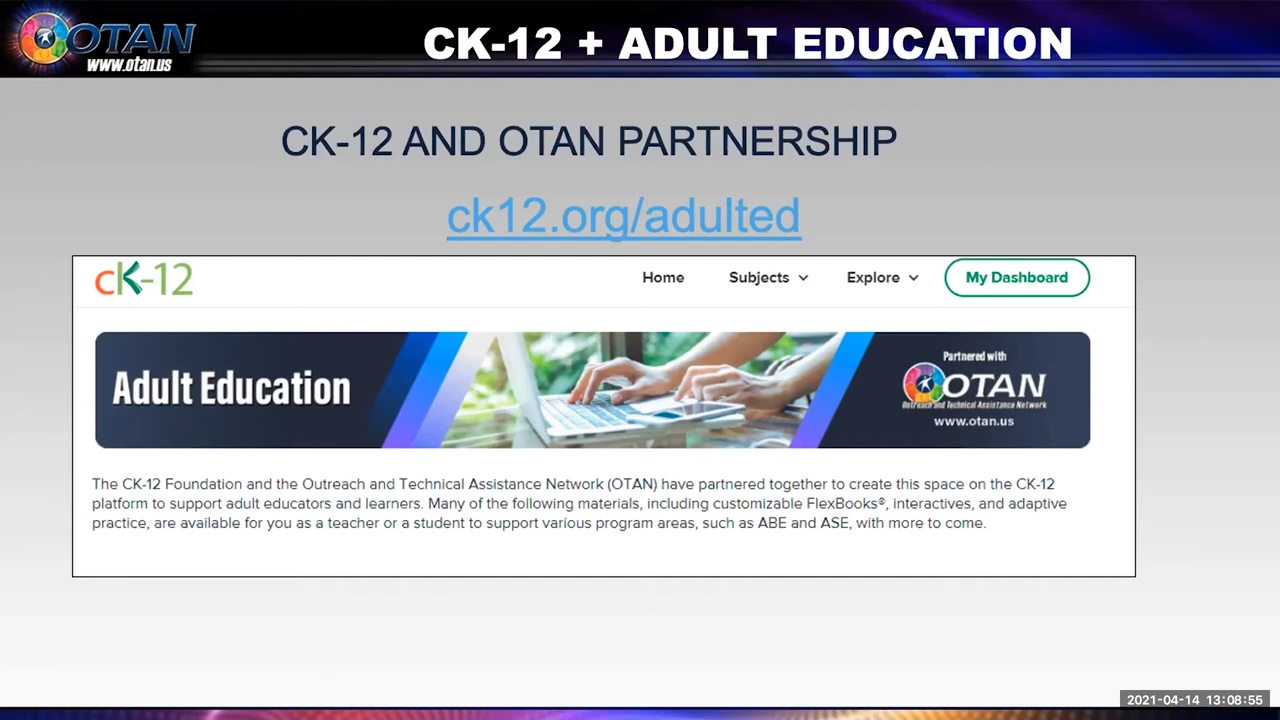 OTAN
www.otan.us
CK-12 + ADULT EDUCATION
CK-12 AND OTAN PARTNERSHIP
ck12.org/adulted
cK-12 Home Subjects Explore My Dashboard
Adult Education
Partnered with
OTAN
Outreach and Technical Assistance Network
www.otan.us
The CK-12 Foundation and the Outreach and Technical Assistance Network (OTAN) have partnered together to create this space on the CK-12
platform to support adult educators and learners. Many of the following materials, including customizable FlexBooks®, interactives, and adaptive
practice, are available for you as a teacher or a student to support various program areas, such as ABE and ASE, with more to come.
2021-04-14 13:08:55